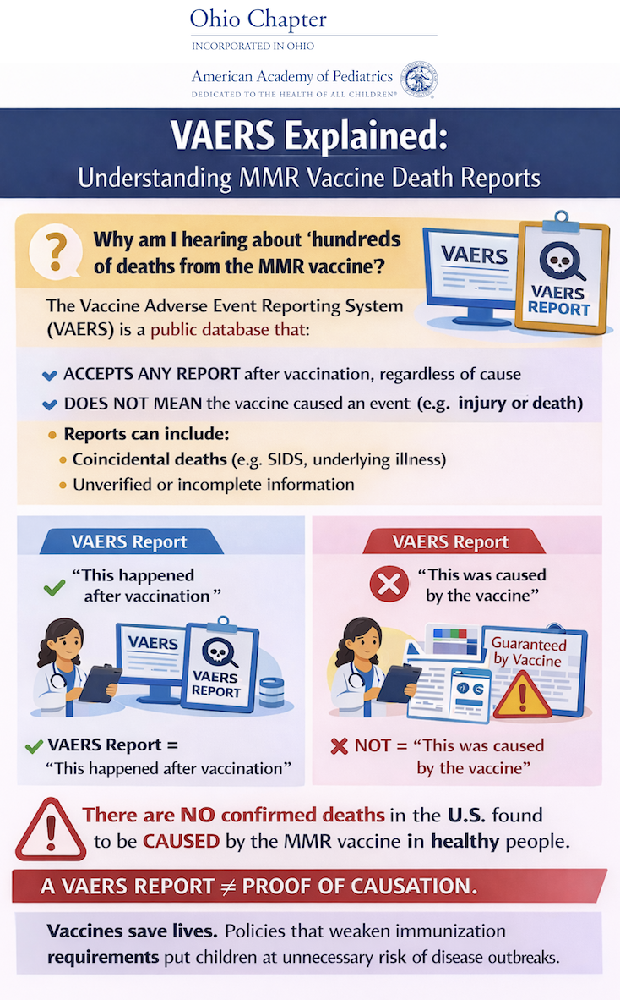 Ohio Chapter
INCORPORATED IN OHIO
American Academy of Pediatrics
DEDICATED TO THE HEALTH OF ALL CHILDREN®
VAERS Explained:
Understanding MMR Vaccine Death Reports
?
Why am I hearing about ‘hundreds
of deaths from the MMR vaccine’?
VAERS
VAERS
REPORT
The Vaccine Adverse Event Reporting System
(VAERS) is a public database that:
ACCEPTS ANY REPORT after vaccination, regardless of cause
DOES NOT MEAN the vaccine caused an event (e.g. injury or death)
• Reports can include:
• Coincidental deaths (e.g. SIDS, underlying illness)
• Unverified or incomplete information
VAERS Report
“This happened
after vaccination ”
VAERS
VAERS
REPORT
VAERS Report =
“This happened after vaccination”
VAERS Report
“This was caused
by the vaccine”
Guaranteed
by Vaccine
NOT = “This was caused
by the vaccine”
There are NO confirmed deaths in the U.S. found
to be CAUSED by the MMR vaccine in healthy people.
A VAERS REPORT ≠ PROOF OF CAUSATION.
Vaccines save lives. Policies that weaken immunization
requirements put children at unnecessary risk of disease outbreaks.